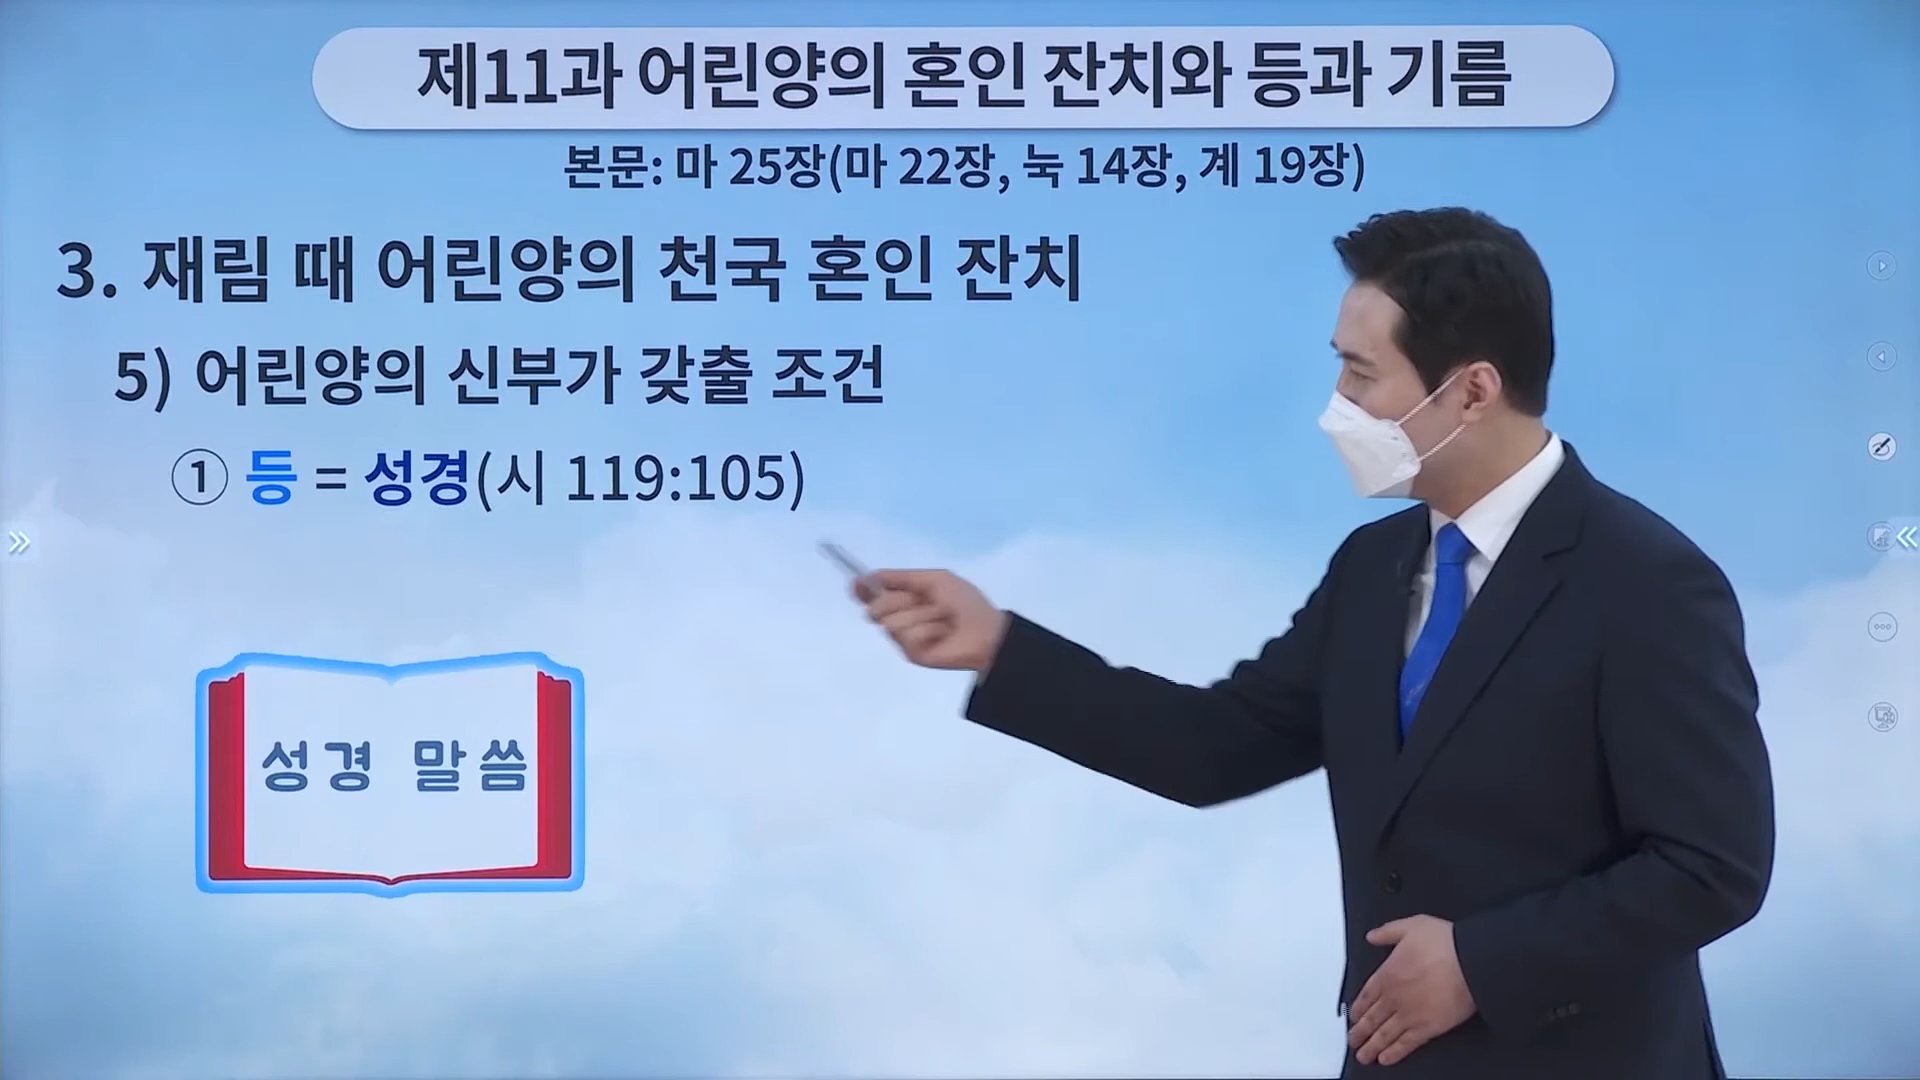 제11과 어린양의 혼인 잔치와 등과 기름
본문: 마 25장(마 22장, 눅 14장, 계 19장)
3. 재림 때 어린양의 천국 혼인 잔치
5) 어린양의 신부가 갖출 조건
① 등 = 성경(시 119:105)
성경 말씀